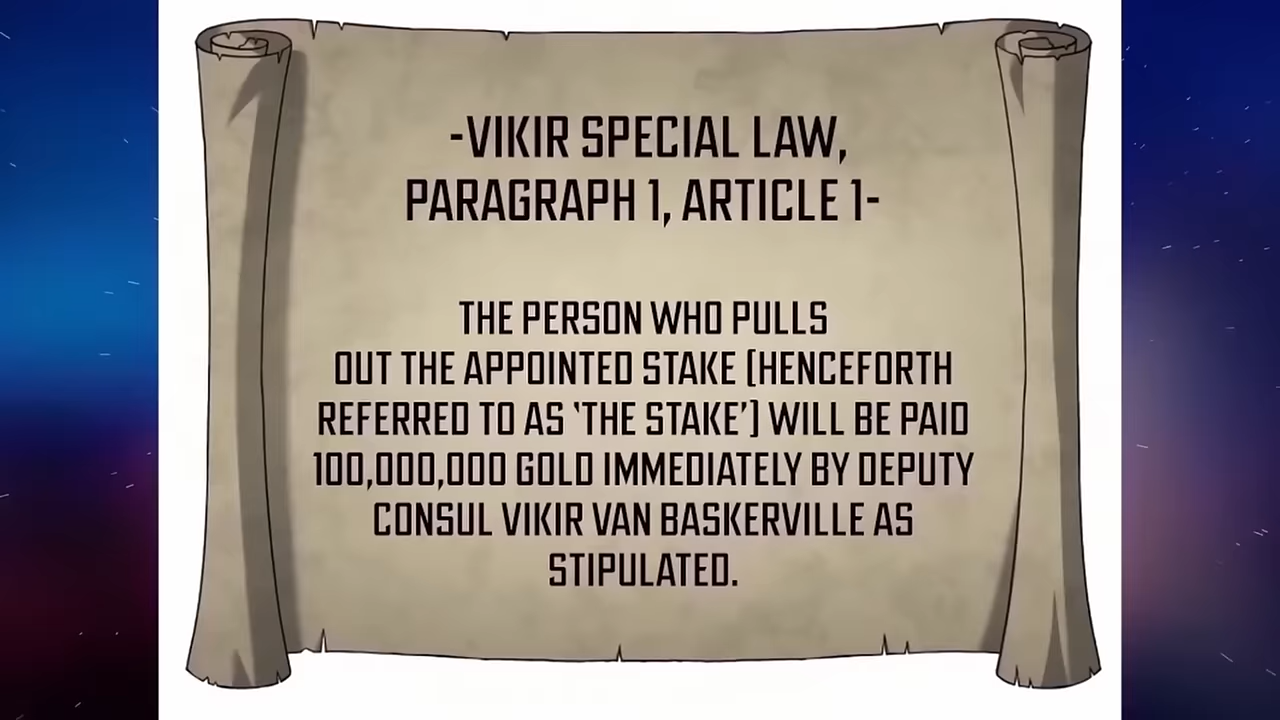 -VIKIR SPECIAL LAW,
PARAGRAPH 1, ARTICLE 1-
THE PERSON WHO PULLS
OUT THE APPOINTED STAKE (HENCEFORTH
REFERRED TO AS 'THE STAKE') WILL BE PAID
100,000,000 GOLD IMMEDIATELY BY DEPUTY
CONSUL VIKIR VAN BASKERVILLE AS
STIPULATED.